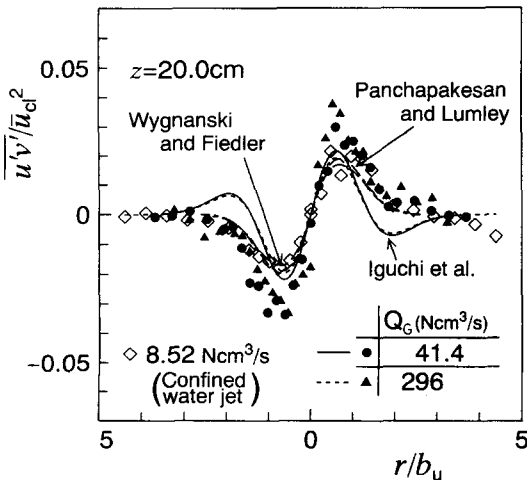 0.05
z=20.0cm
Panchapakesan
and Lumley
Wygnanski
and Fiedler
u'v'/ū_cl²
0
Iguchi et al.
Q_G (Ncm³/s)
◇ 8.52 Ncm³/s
(Confined
water jet)
● 41.4
▲ 296
−0.05
5 0 5
r/b_u